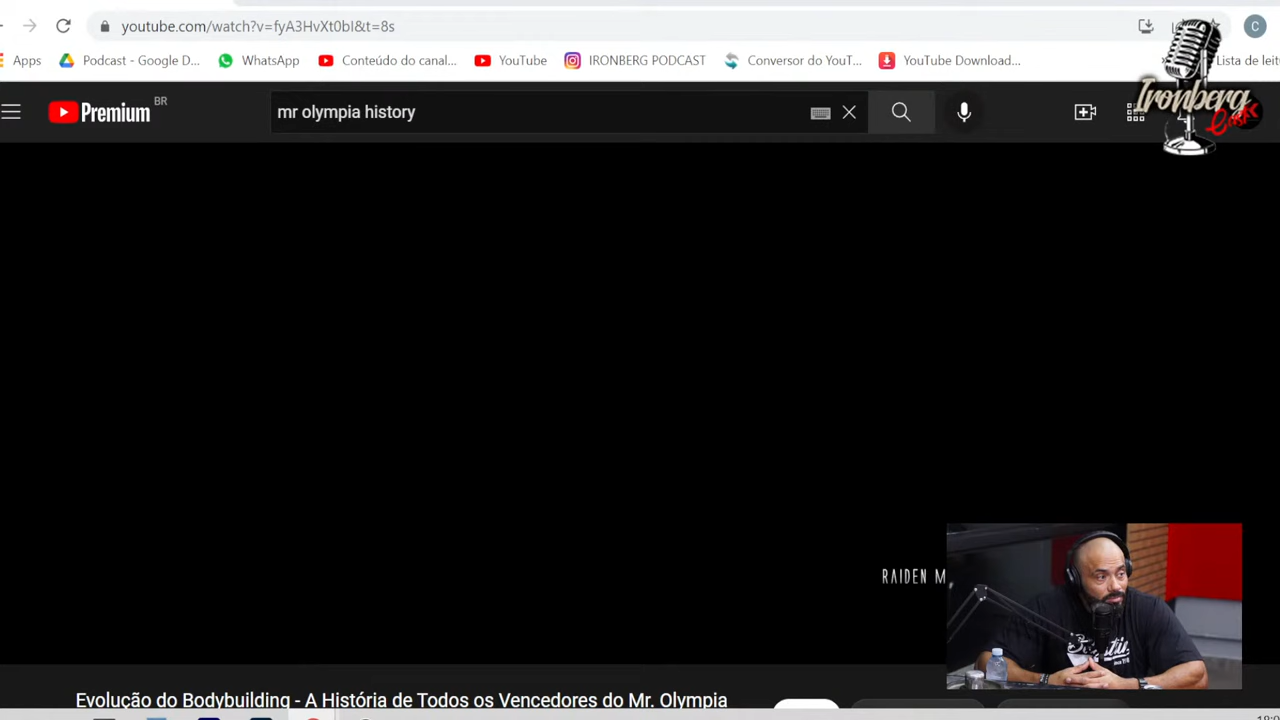 youtube.com/watch?v=fyA3HvXt0bI&t=8s
C
Apps
Podcast - Google D...
WhatsApp
Conteúdo do canal...
YouTube
IRONBERG PODCAST
Conversor do YouT...
YouTube Download...
»
Lista de leit
Premium BR
mr olympia history
Ironberg
Cast
RAIDEN M
Evolução do Bodybuilding - A História de Todos os Vencedores do Mr. Olympia